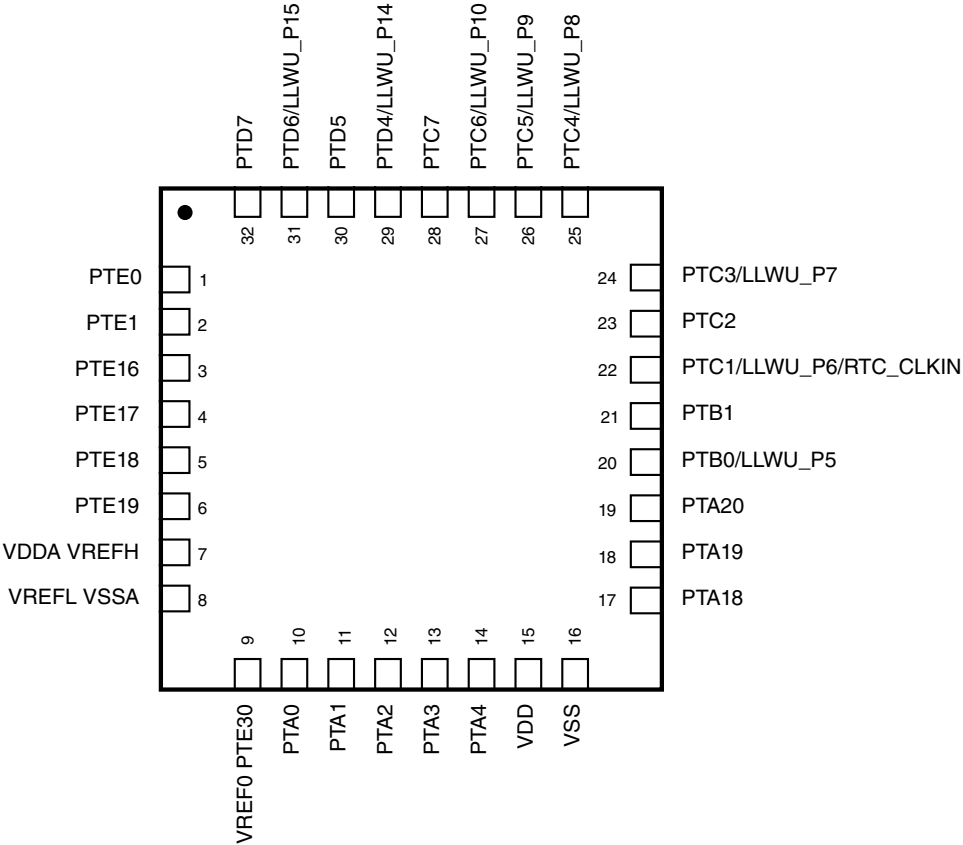 PTD7
PTD6/LLWU_P15
PTD5
PTD4/LLWU_P14
PTC7
PTC6/LLWU_P10
PTC5/LLWU_P9
PTC4/LLWU_P8
32
31
30
29
28
27
26
25
PTE0
1
24
PTC3/LLWU_P7
PTE1
2
23
PTC2
PTE16
3
22
PTC1/LLWU_P6/RTC_CLKIN
PTE17
4
21
PTB1
PTE18
5
20
PTB0/LLWU_P5
PTE19
6
19
PTA20
VDDA VREFH
7
18
PTA19
VREFL VSSA
8
17
PTA18
9
10
11
12
13
14
15
16
VREF0 PTE30
PTA0
PTA1
PTA2
PTA3
PTA4
VDD
VSS